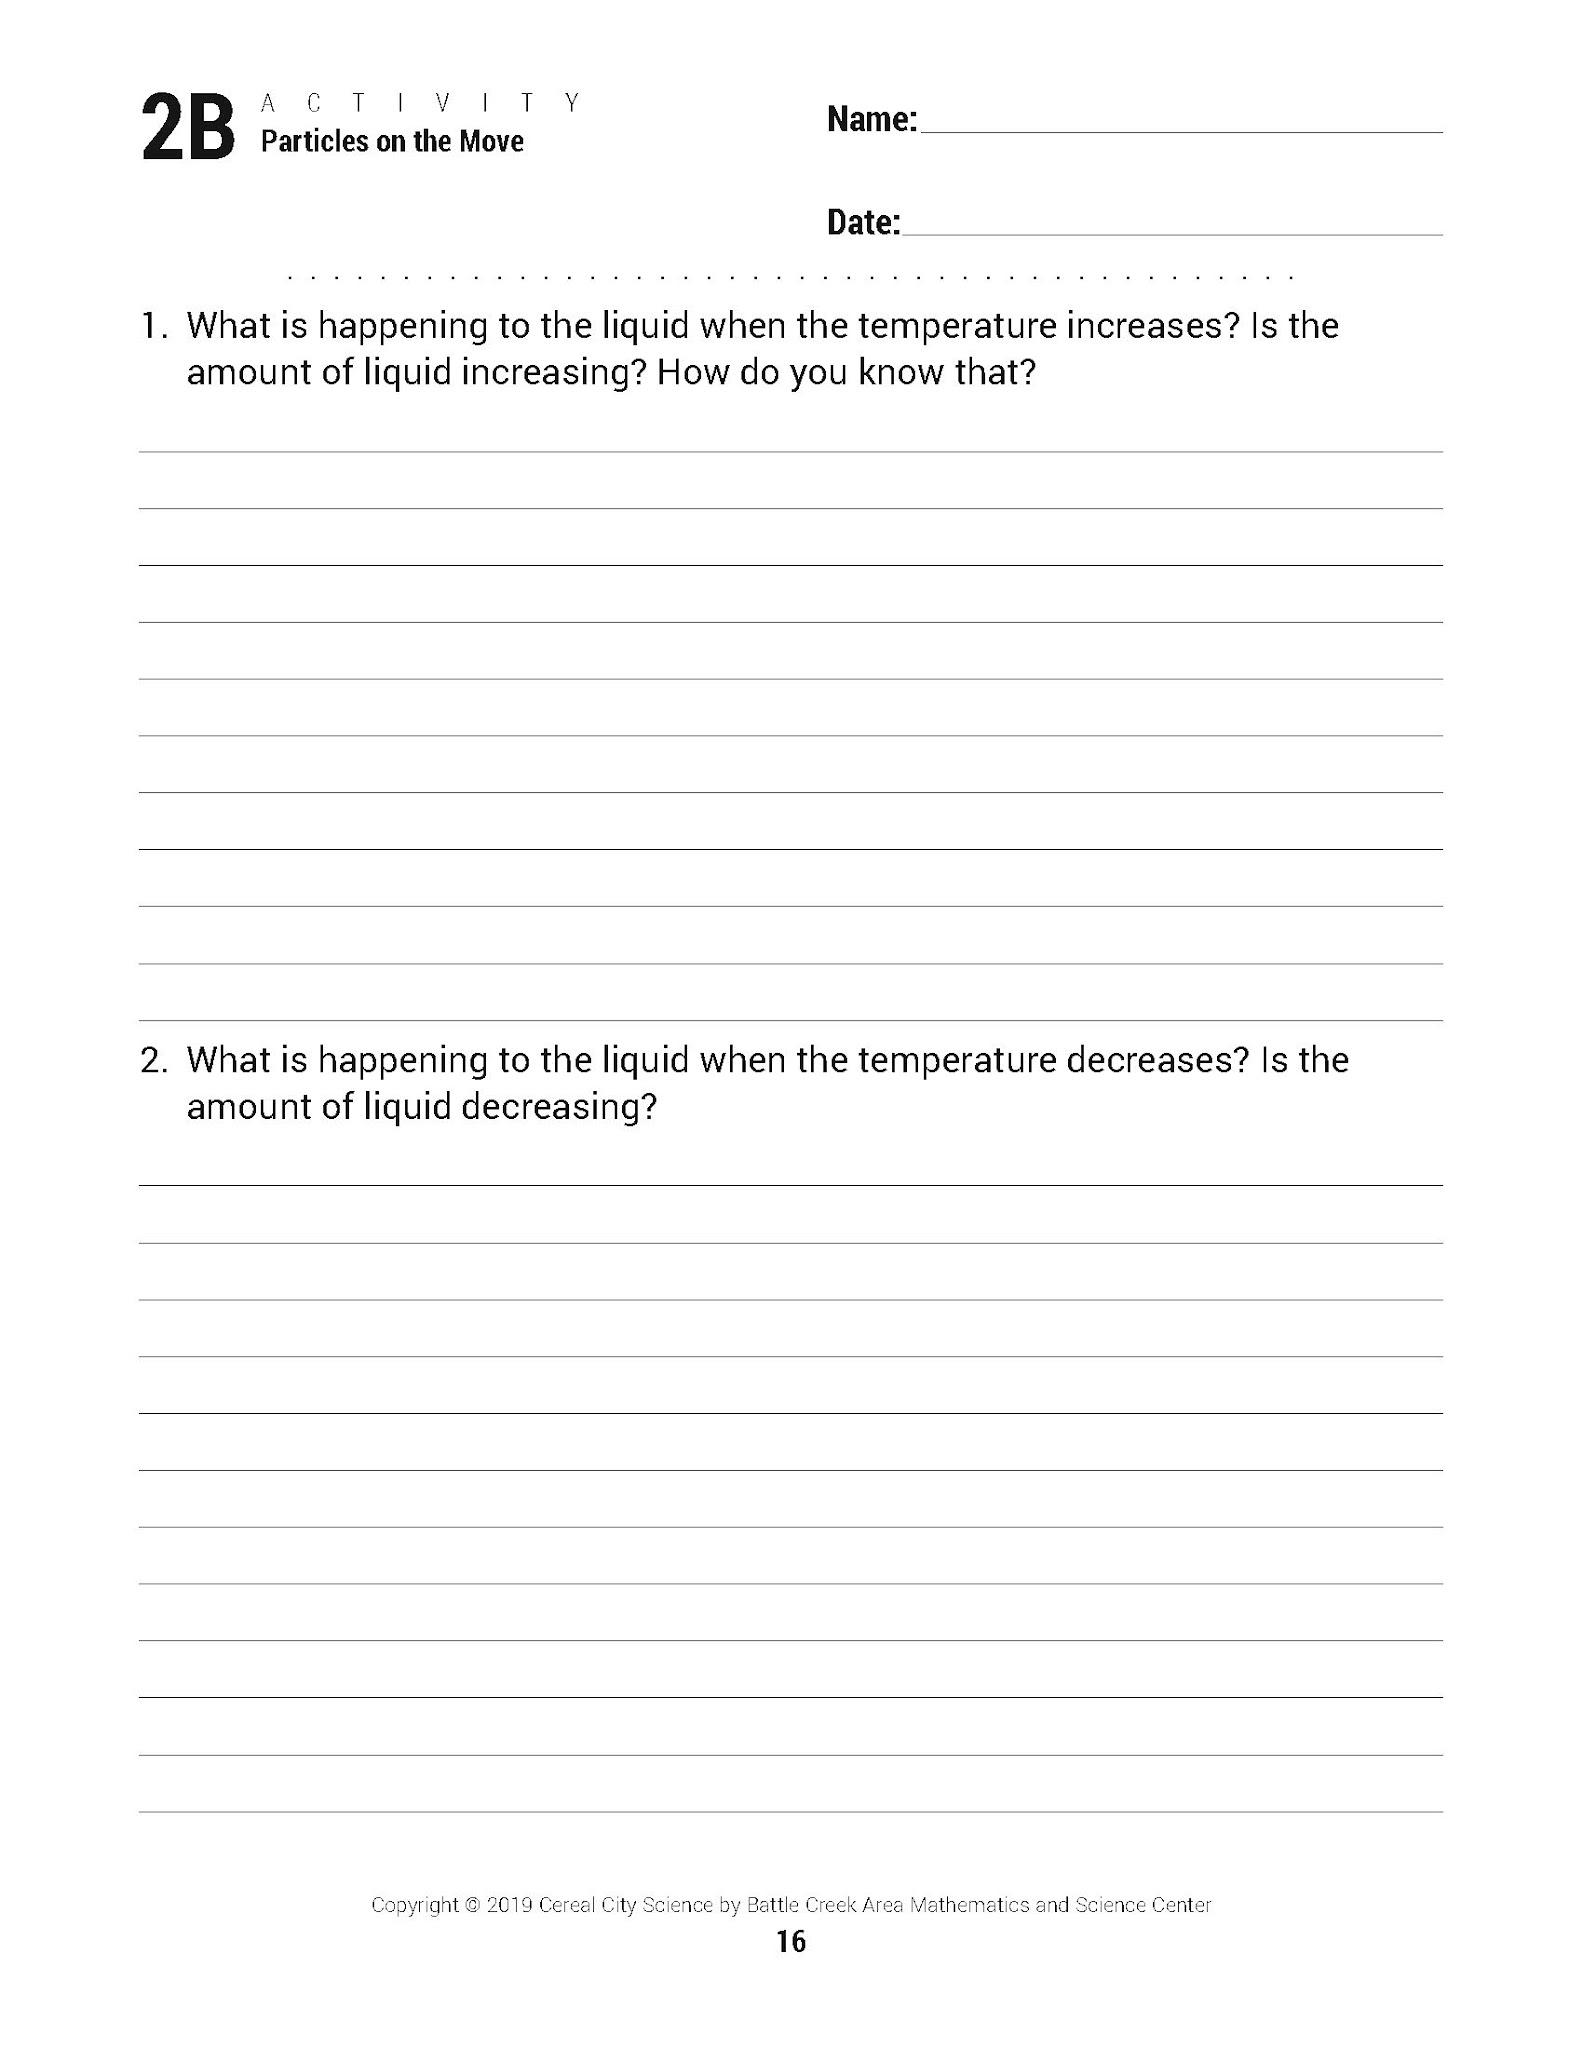 2B ACTIVITY
Particles on the Move
Name:
Date:
1. What is happening to the liquid when the temperature increases? Is the
amount of liquid increasing? How do you know that?
2. What is happening to the liquid when the temperature decreases? Is the
amount of liquid decreasing?
Copyright © 2019 Cereal City Science by Battle Creek Area Mathematics and Science Center
16